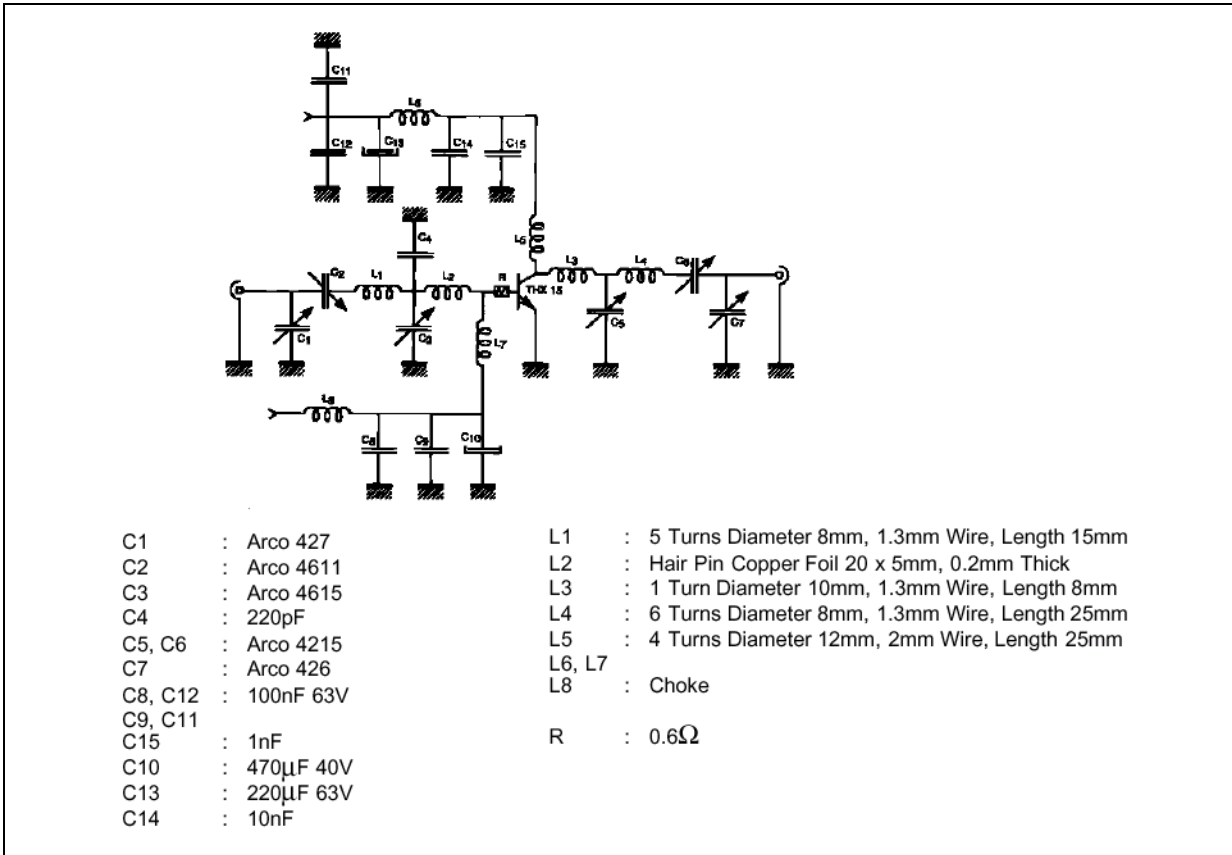 C11
L6
C12
C13
C14
C15
L5
C4
C2
L1
L2
R
THX 15
L3
L4
C6
C1
C3
L7
C5
C7
L8
C8
C9
C10
C1 : Arco 427
C2 : Arco 4611
C3 : Arco 4615
C4 : 220pF
C5, C6 : Arco 4215
C7 : Arco 426
C8, C12 : 100nF 63V
C9, C11
C15 : 1nF
C10 : 470µF 40V
C13 : 220µF 63V
C14 : 10nF
L1 : 5 Turns Diameter 8mm, 1.3mm Wire, Length 15mm
L2 : Hair Pin Copper Foil 20 x 5mm, 0.2mm Thick
L3 : 1 Turn Diameter 10mm, 1.3mm Wire, Length 8mm
L4 : 6 Turns Diameter 8mm, 1.3mm Wire, Length 25mm
L5 : 4 Turns Diameter 12mm, 2mm Wire, Length 25mm
L6, L7
L8 : Choke
R : 0.6Ω